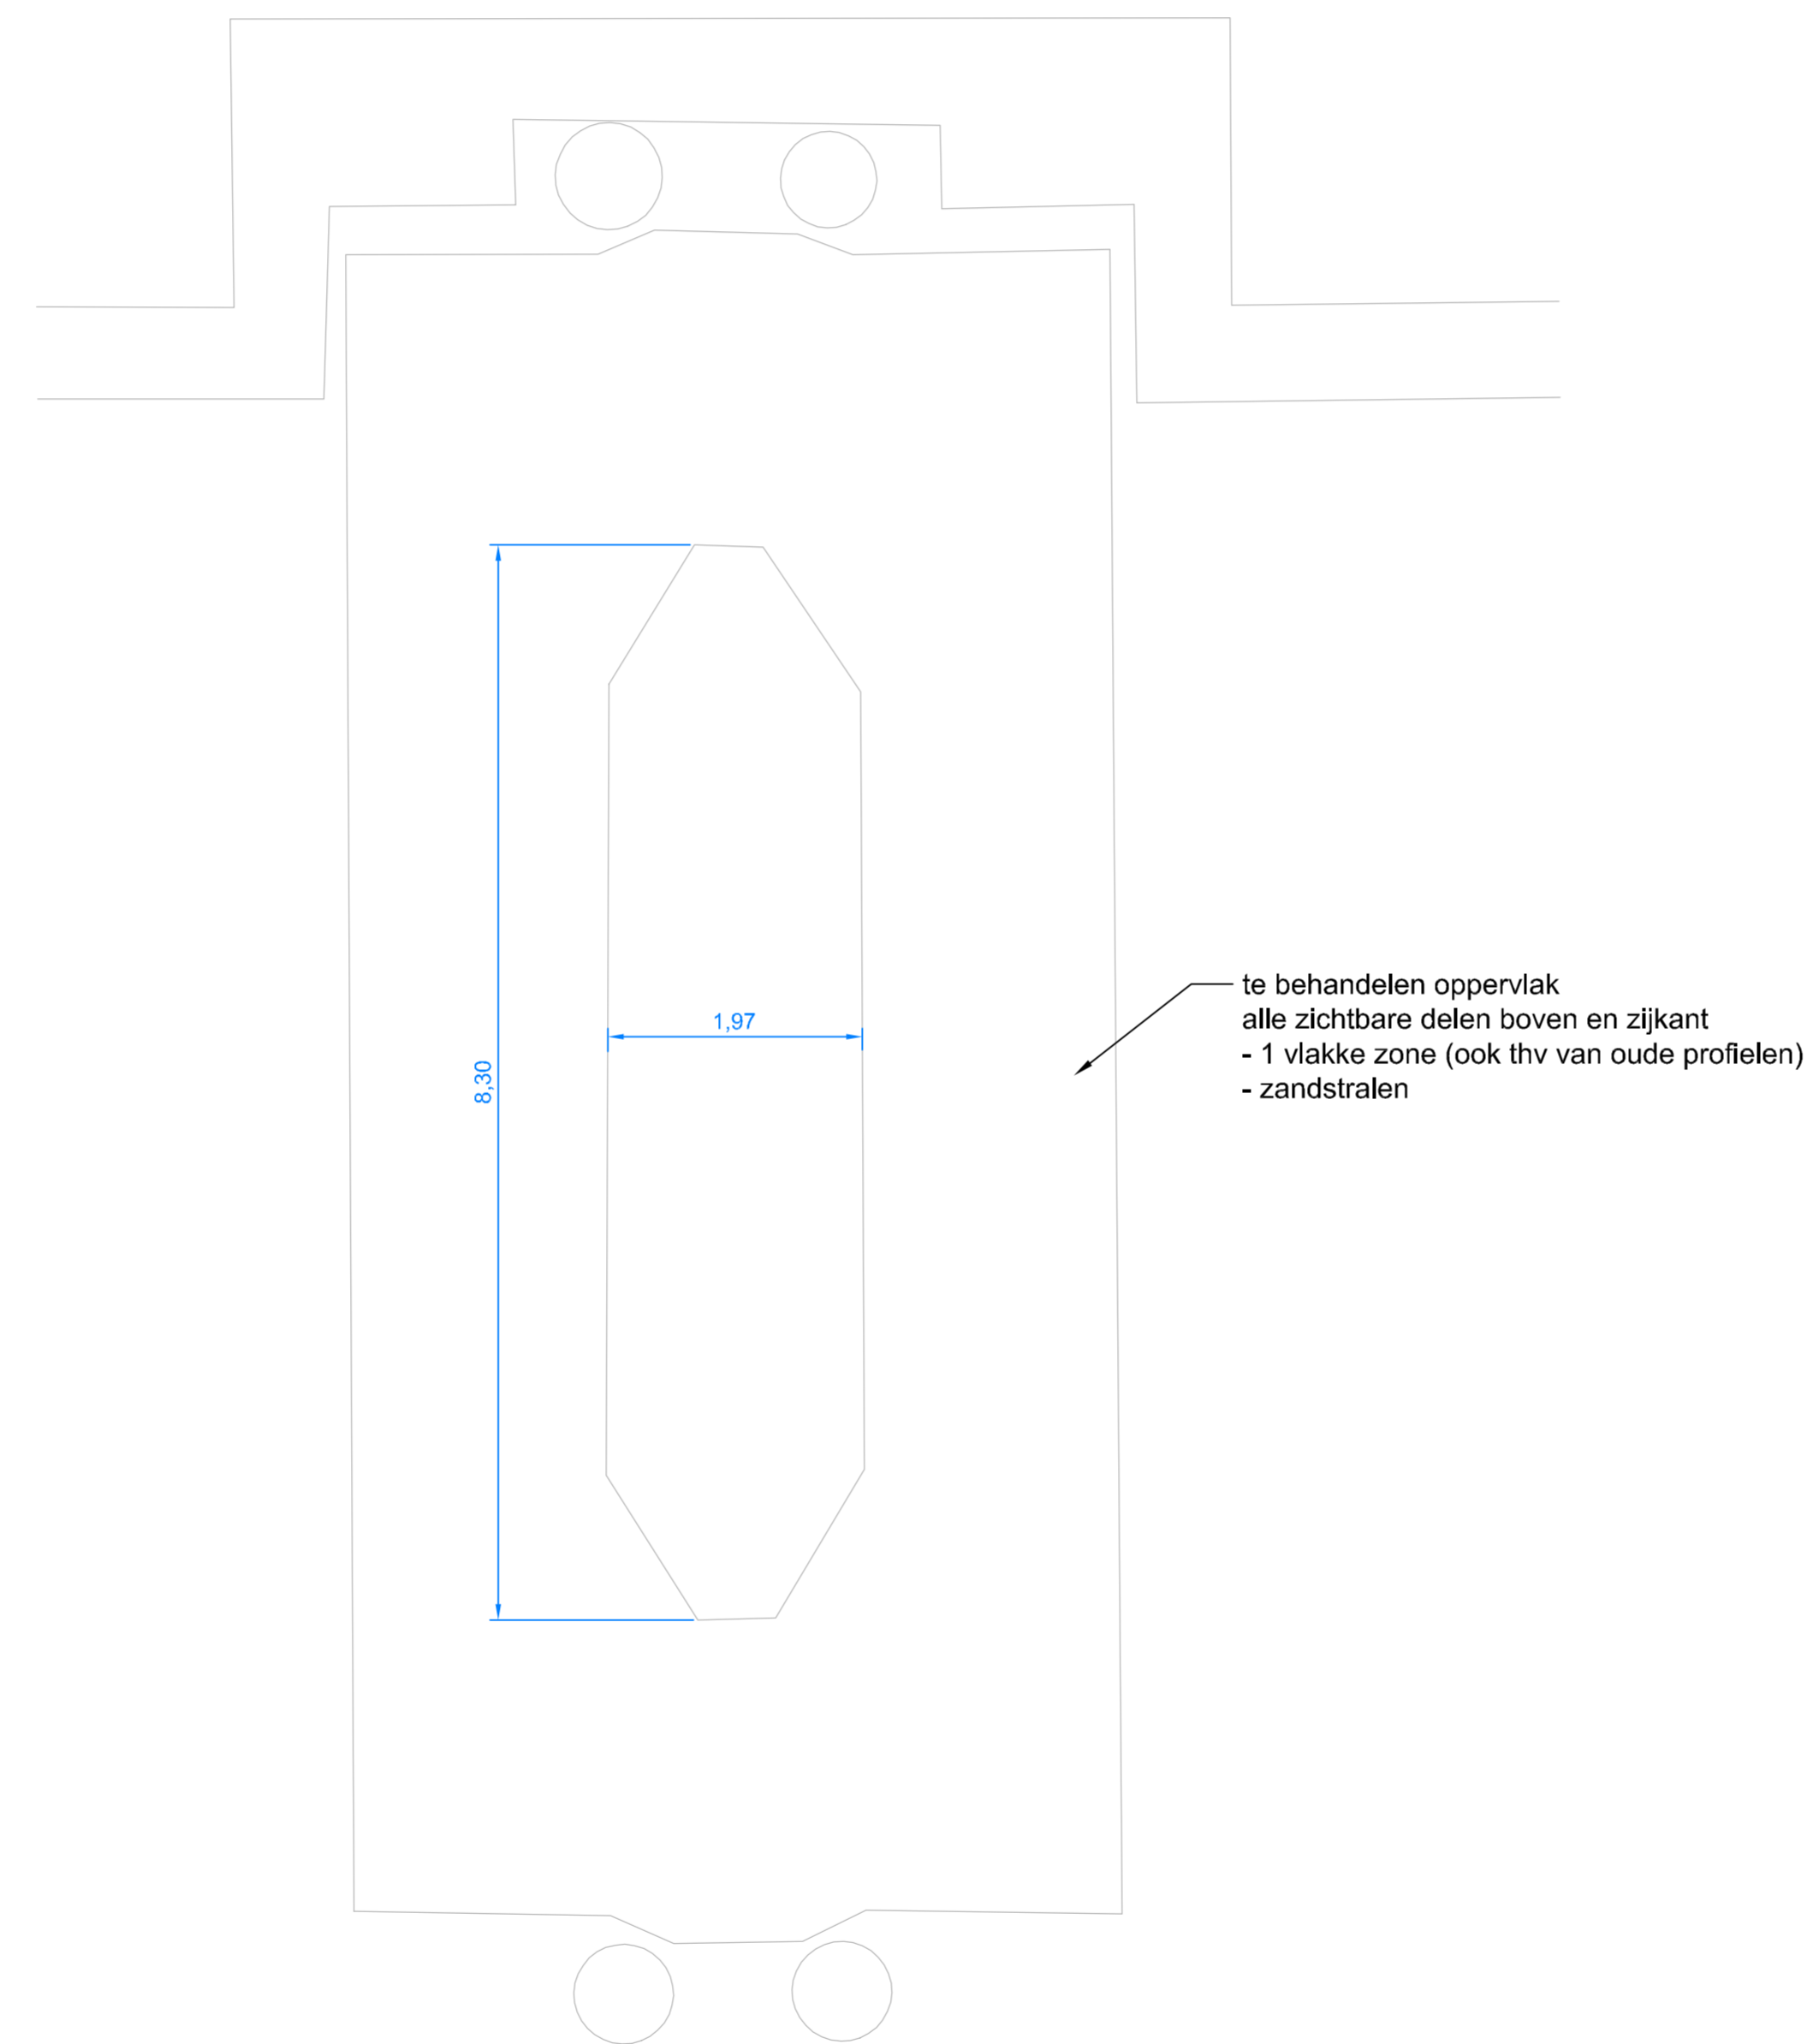 te behandelen oppervlak
alle zichtbare delen boven en zijkant
- 1 vlakke zone (ook thv van oude profielen)
- zandstralen
1,97
8,30